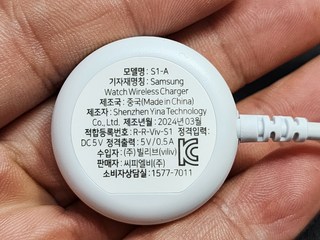 모델명 : S1-A
기자재명칭 : Samsung
Watch Wireless Charger
제조국 : 중국(Made in China)
제조자 : Shenzhen Yina Technology
Co., Ltd. 제조년월 : 2024년 03월
적합등록번호 : R-R-Viv-S1 정격입력 :
DC 5V 정격출력 : 5V / 0.5A
수입자 : (주)빌리브(viliv)
판매자 : 씨피엘비(주)
소비자상담실 : 1577-7011